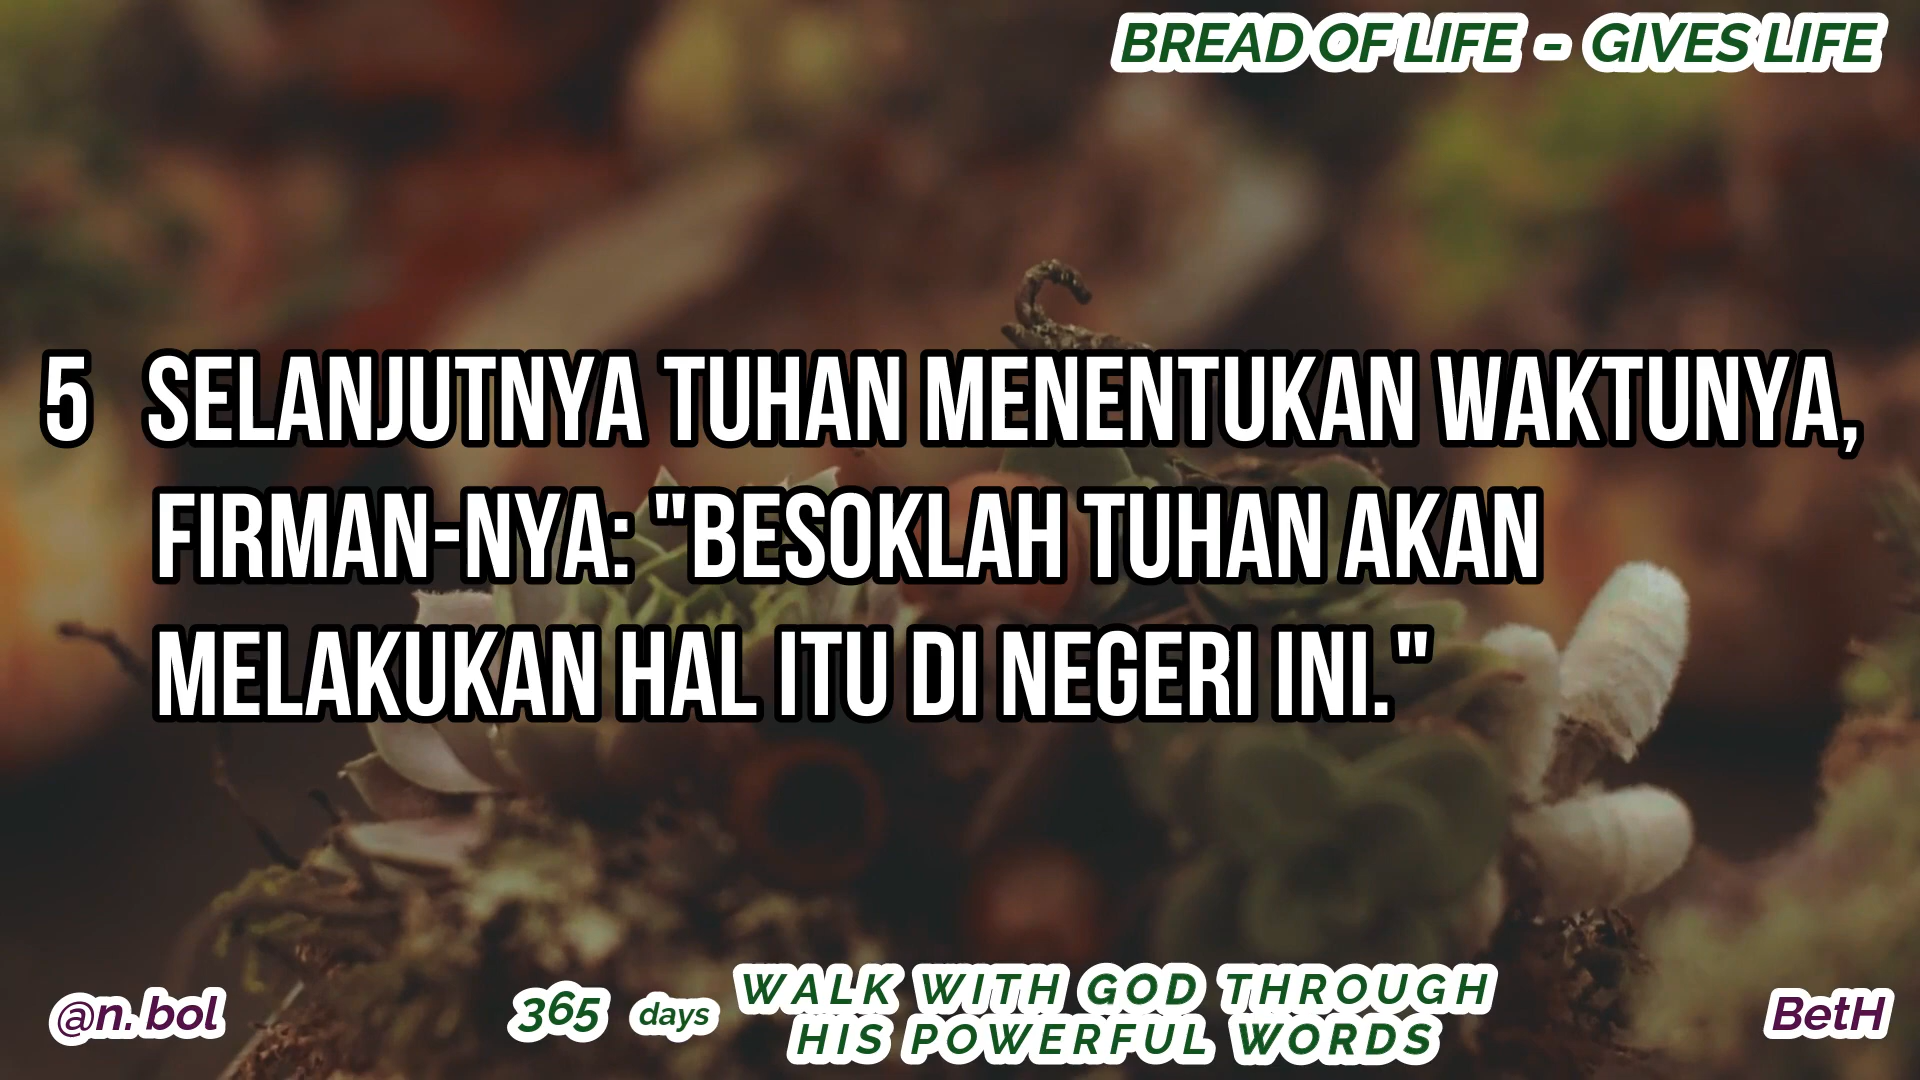 BREAD OF LIFE - GIVES LIFE
5 SELANJUTNYA TUHAN MENENTUKAN WAKTUNYA,
FIRMAN-NYA: "BESOKLAH TUHAN AKAN
MELAKUKAN HAL ITU DI NEGERI INI."
@n.bol
365 days
WALK WITH GOD THROUGH
HIS POWERFUL WORDS
BetH